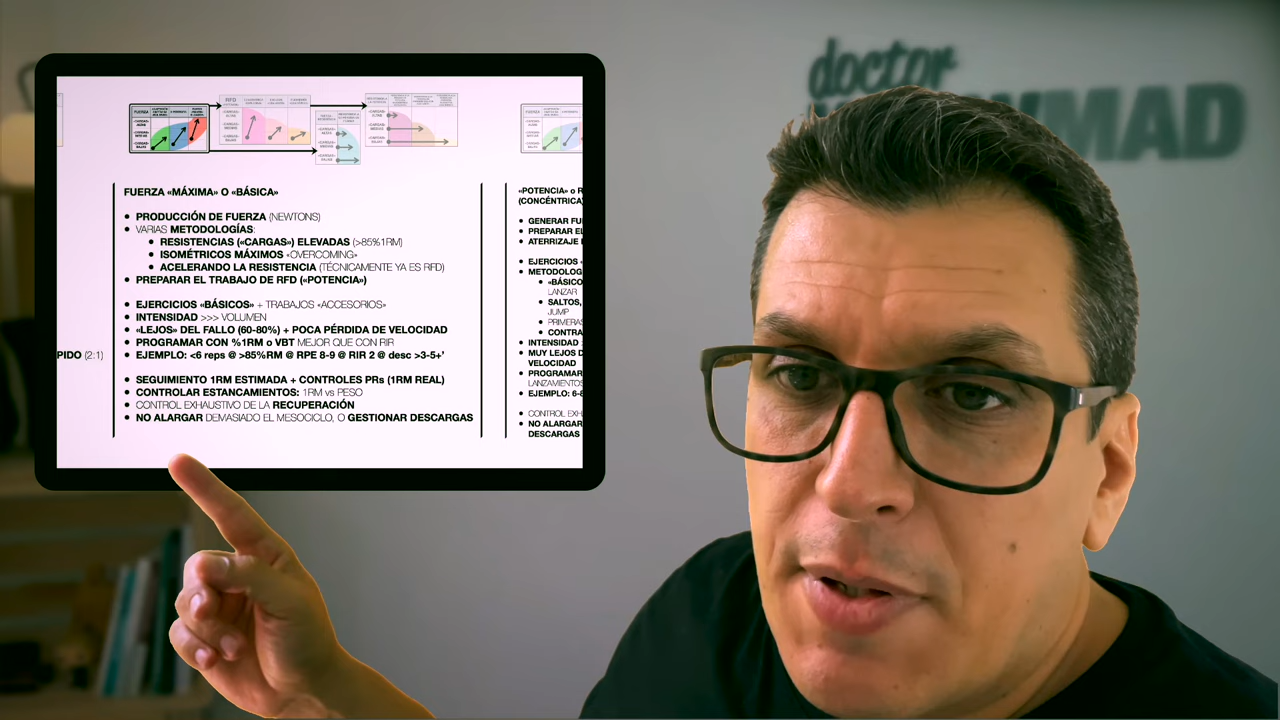 doctor
MAD
FUERZA
RFD
FUERZA «MÁXIMA» O «BÁSICA»
● PRODUCCIÓN DE FUERZA (NEWTONS)
● VARIAS METODOLOGÍAS:
● RESISTENCIAS («CARGAS») ELEVADAS (>85%1RM)
● ISOMÉTRICOS MÁXIMOS «OVERCOMING»
● ACELERANDO LA RESISTENCIA (TÉCNICAMENTE YA ES RFD)
● PREPARAR EL TRABAJO DE RFD («POTENCIA»)
● EJERCICIOS «BÁSICOS» + TRABAJOS «ACCESORIOS»
● INTENSIDAD >>> VOLUMEN
● «LEJOS» DEL FALLO (60-80%) + POCA PÉRDIDA DE VELOCIDAD
● PROGRAMAR CON %1RM o VBT MEJOR QUE CON RIR
● EJEMPLO: <6 reps @ >85%RM @ RPE 8-9 @ RIR 2 @ desc >3-5+'
● SEGUIMIENTO 1RM ESTIMADA + CONTROLES PRs (1RM REAL)
● CONTROLAR ESTANCAMIENTOS: 1RM vs PESO
● CONTROL EXHAUSTIVO DE LA RECUPERACIÓN
● NO ALARGAR DEMASIADO EL MESOCICLO, O GESTIONAR DESCARGAS
PIDO (2:1)
«POTENCIA» o R
(CONCÉNTRICA
● GENERAR FU
● PREPARAR EL
● ATERRIZAJE
● EJERCICIOS
● METODOLOG
● «BÁSICO
LANZAR
● SALTOS,
JUMP
● PRIMERAS
● CONTRA
● INTENSIDAD
● MUY LEJOS D
VELOCIDAD
● PROGRAMAR
LANZAMIENTOS
● EJEMPLO: 6-8
● CONTROL EXH
● NO ALARGAR
DESCARGAS